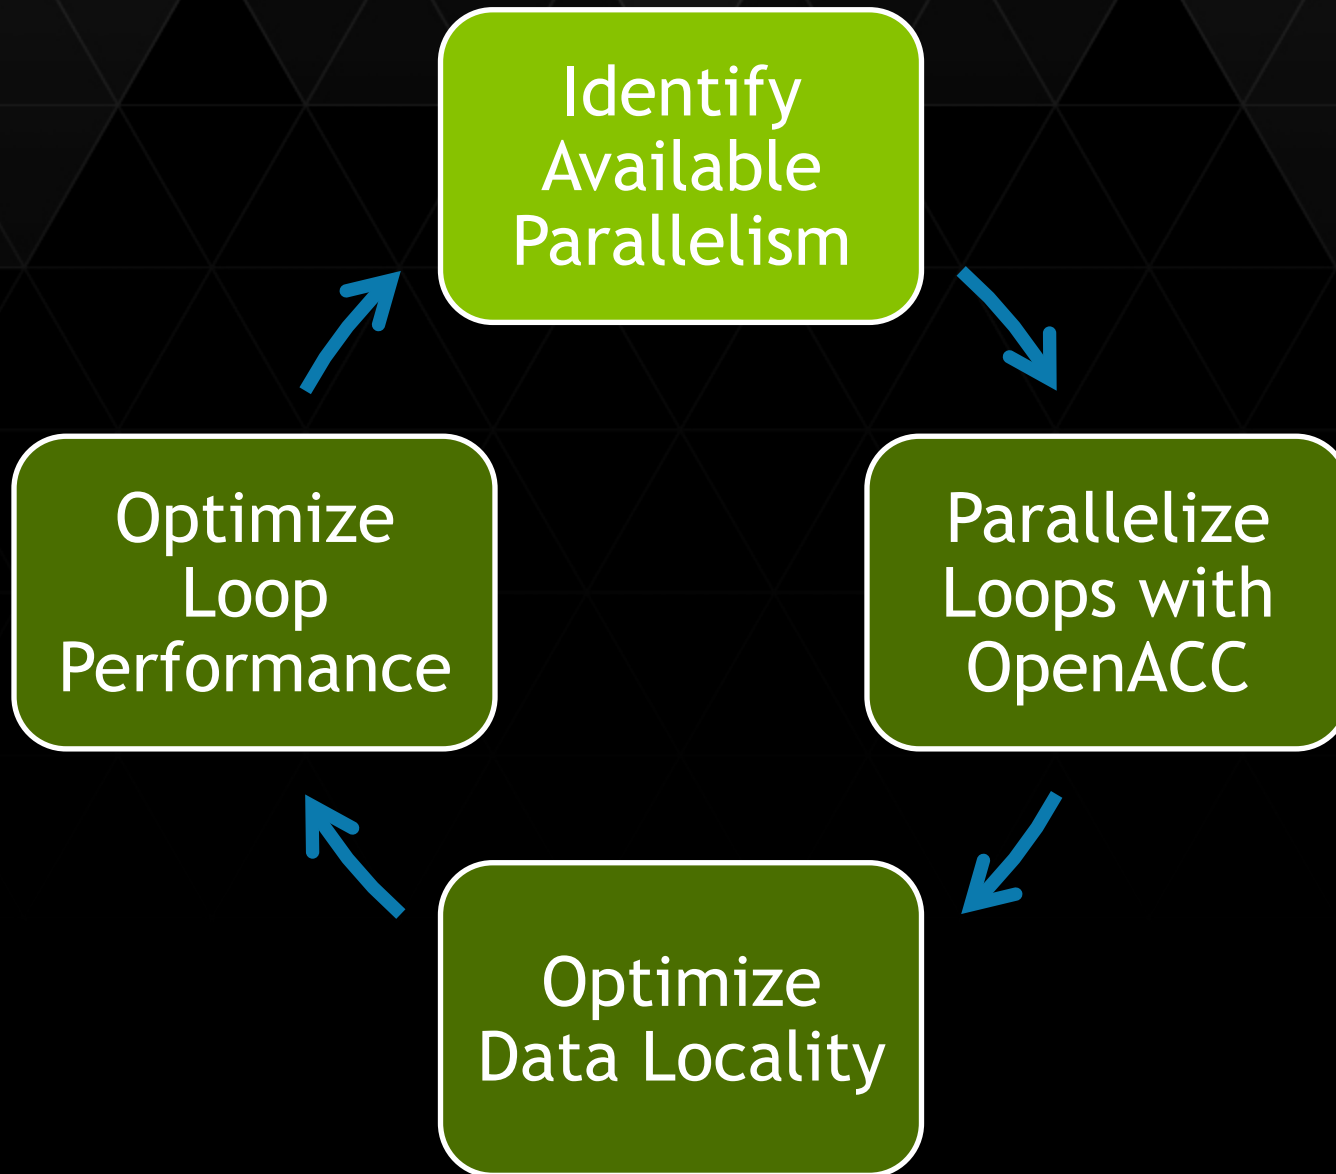 Identify
Available
Parallelism
Optimize
Loop
Performance
Parallelize
Loops with
OpenACC
Optimize
Data Locality